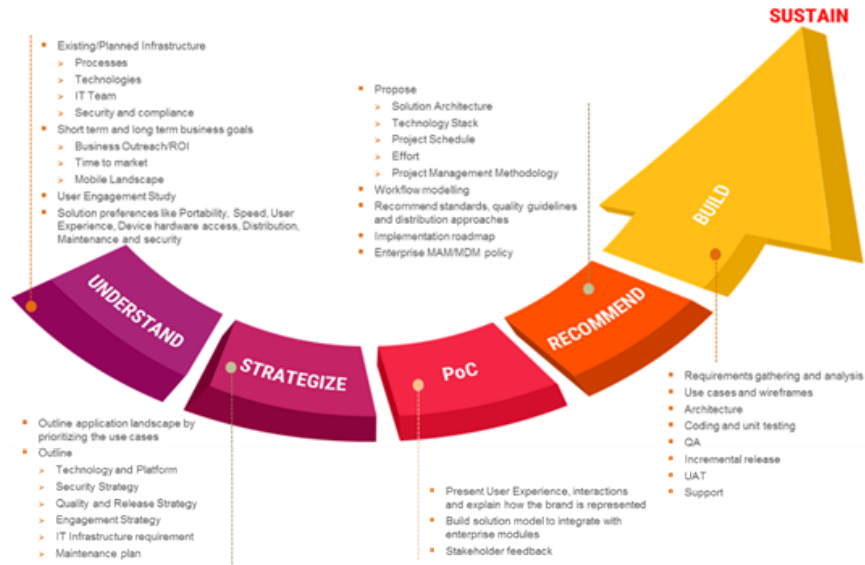 SUSTAIN
Existing/Planned Infrastructure
Processes
Technologies
IT Team
Security and compliance
Short term and long term business goals
Business Outreach/ROI
Time to market
Mobile Landscape
User Engagement Study
Solution preferences like Portability, Speed, User
Experience, Device hardware access, Distribution,
Maintenance and security
Propose
Solution Architecture
Technology Stack
Project Schedule
Effort
Project Management Methodology
Workflow modelling
Recommend standards, quality guidelines
and distribution approaches
Implementation roadmap
Enterprise MAM/MDM policy
UNDERSTAND
STRATEGIZE
PoC
RECOMMEND
BUILD
Outline application landscape by
prioritizing the use cases
Outline
Technology and Platform
Security Strategy
Quality and Release Strategy
Engagement Strategy
IT Infrastructure requirement
Maintenance plan
Present User Experience, interactions
and explain how the brand is represented
Build solution model to integrate with
enterprise modules
Stakeholder feedback
Requirements gathering and analysis
Use cases and wireframes
Architecture
Coding and unit testing
QA
Incremental release
UAT
Support